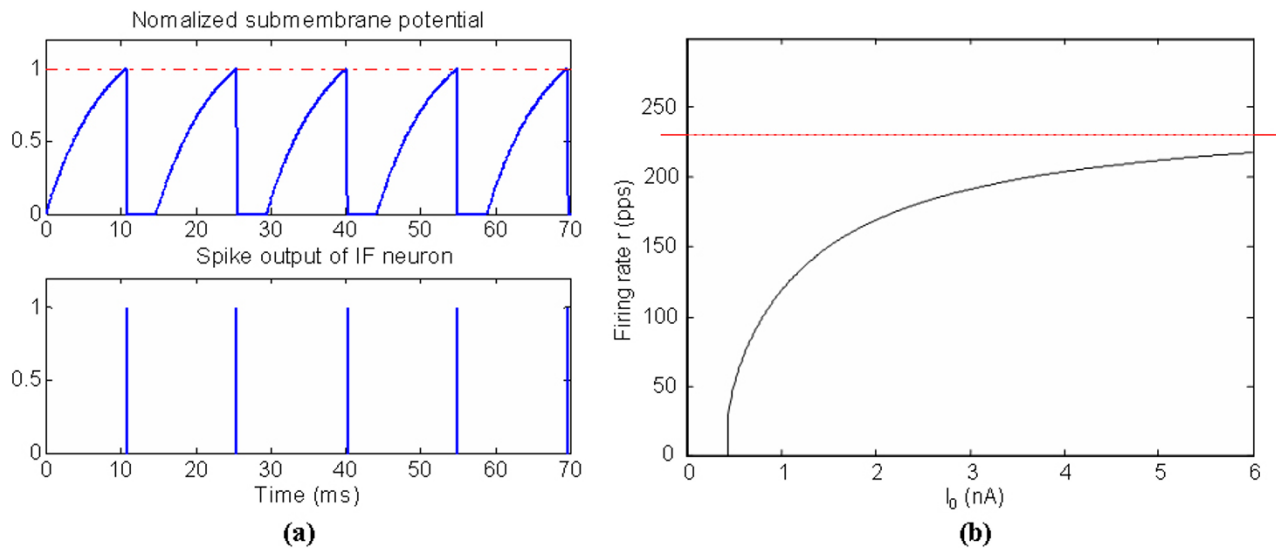 Nomalized submembrane potential
1
0.5
0
0 10 20 30 40 50 60 70
Spike output of IF neuron
1
0.5
0
0 10 20 30 40 50 60 70
Time (ms)
(a)
250
200
150
100
50
0
Firing rate r (pps)
0 1 2 3 4 5 6
I0 (nA)
(b)